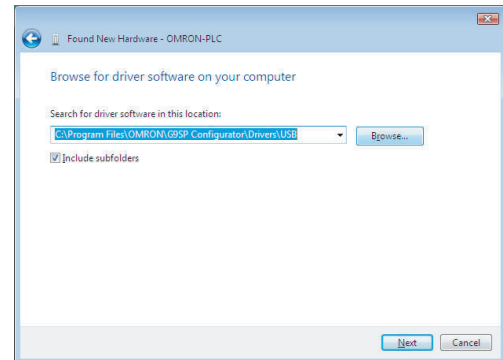 Found New Hardware - OMRON-PLC
Browse for driver software on your computer
Search for driver software in this location:
C:\Program Files\OMRON\G9SP Configurator\Drivers\USB
Browse...
Include subfolders
Next
Cancel